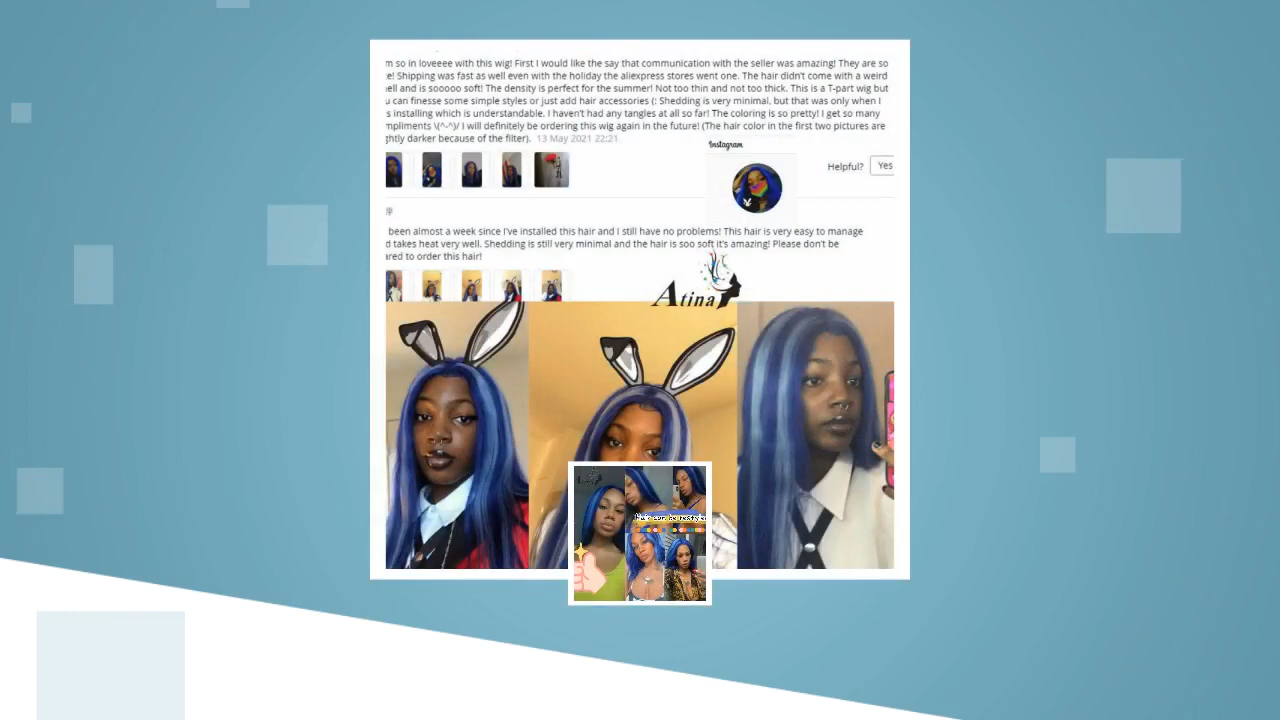 m so in loveeee with this wig! First I would like the say that communication with the seller was amazing! They are so
e! Shipping was fast as well even with the holiday the aliexpress stores went one. The hair didn't come with a weird
ell and is sooooo soft! The density is perfect for the summer! Not too thin and not too thick. This is a T-part wig but
u can finesse some simple styles or just add hair accessories (: Shedding is very minimal, but that was only when I
s installing which is understandable. I haven't had any tangles at all so far! The coloring is so pretty! I get so many
mpliments \(^-^)/ I will definitely be ordering this wig again in the future! (The hair color in the first two pictures are
ghtly darker because of the filter). 13 May 2021 22:21
Instagram
Helpful? Yes
been almost a week since I've installed this hair and I still have no problems! This hair is very easy to manage
d takes heat very well. Shedding is still very minimal and the hair is soo soft it's amazing! Please don't be
ared to order this hair!
Atina
Hair can be restyle